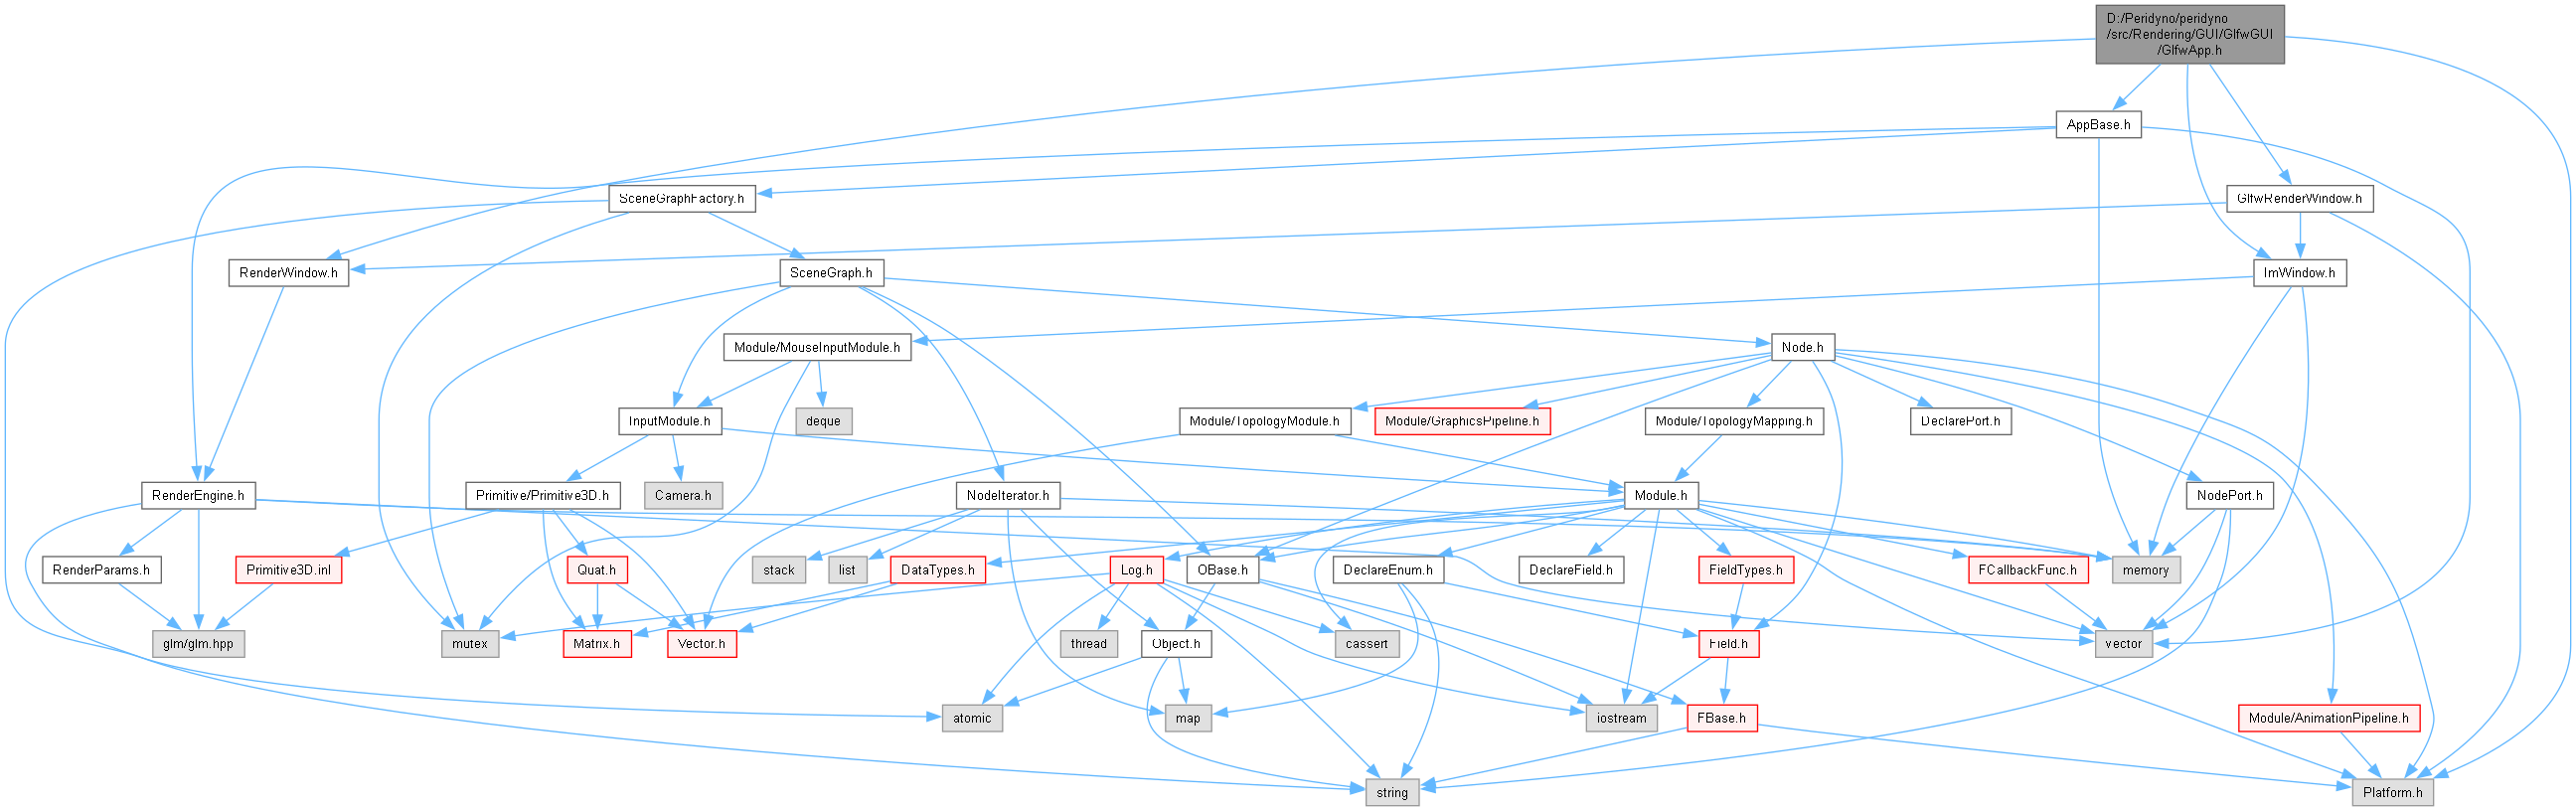 D:/Peridyno/peridyno
/src/Rendering/GUI/GlfwGUI
/GlfwApp.h
AppBase.h
SceneGraphFactory.h
GlfwRenderWindow.h
RenderWindow.h
SceneGraph.h
ImWindow.h
Module/MouseInputModule.h
Node.h
InputModule.h
deque
Module/TopologyModule.h
Module/GraphicsPipeline.h
Module/TopologyMapping.h
DeclarePort.h
RenderEngine.h
Primitive/Primitive3D.h
Camera.h
NodeIterator.h
Module.h
NodePort.h
RenderParams.h
Primitive3D.inl
Quat.h
stack
list
DataTypes.h
Log.h
OBase.h
DeclareEnum.h
DeclareField.h
FieldTypes.h
FCallbackFunc.h
memory
glm/glm.hpp
mutex
Matrix.h
Vector.h
thread
Object.h
cassert
Field.h
vector
atomic
map
iostream
FBase.h
Module/AnimationPipeline.h
string
Platform.h